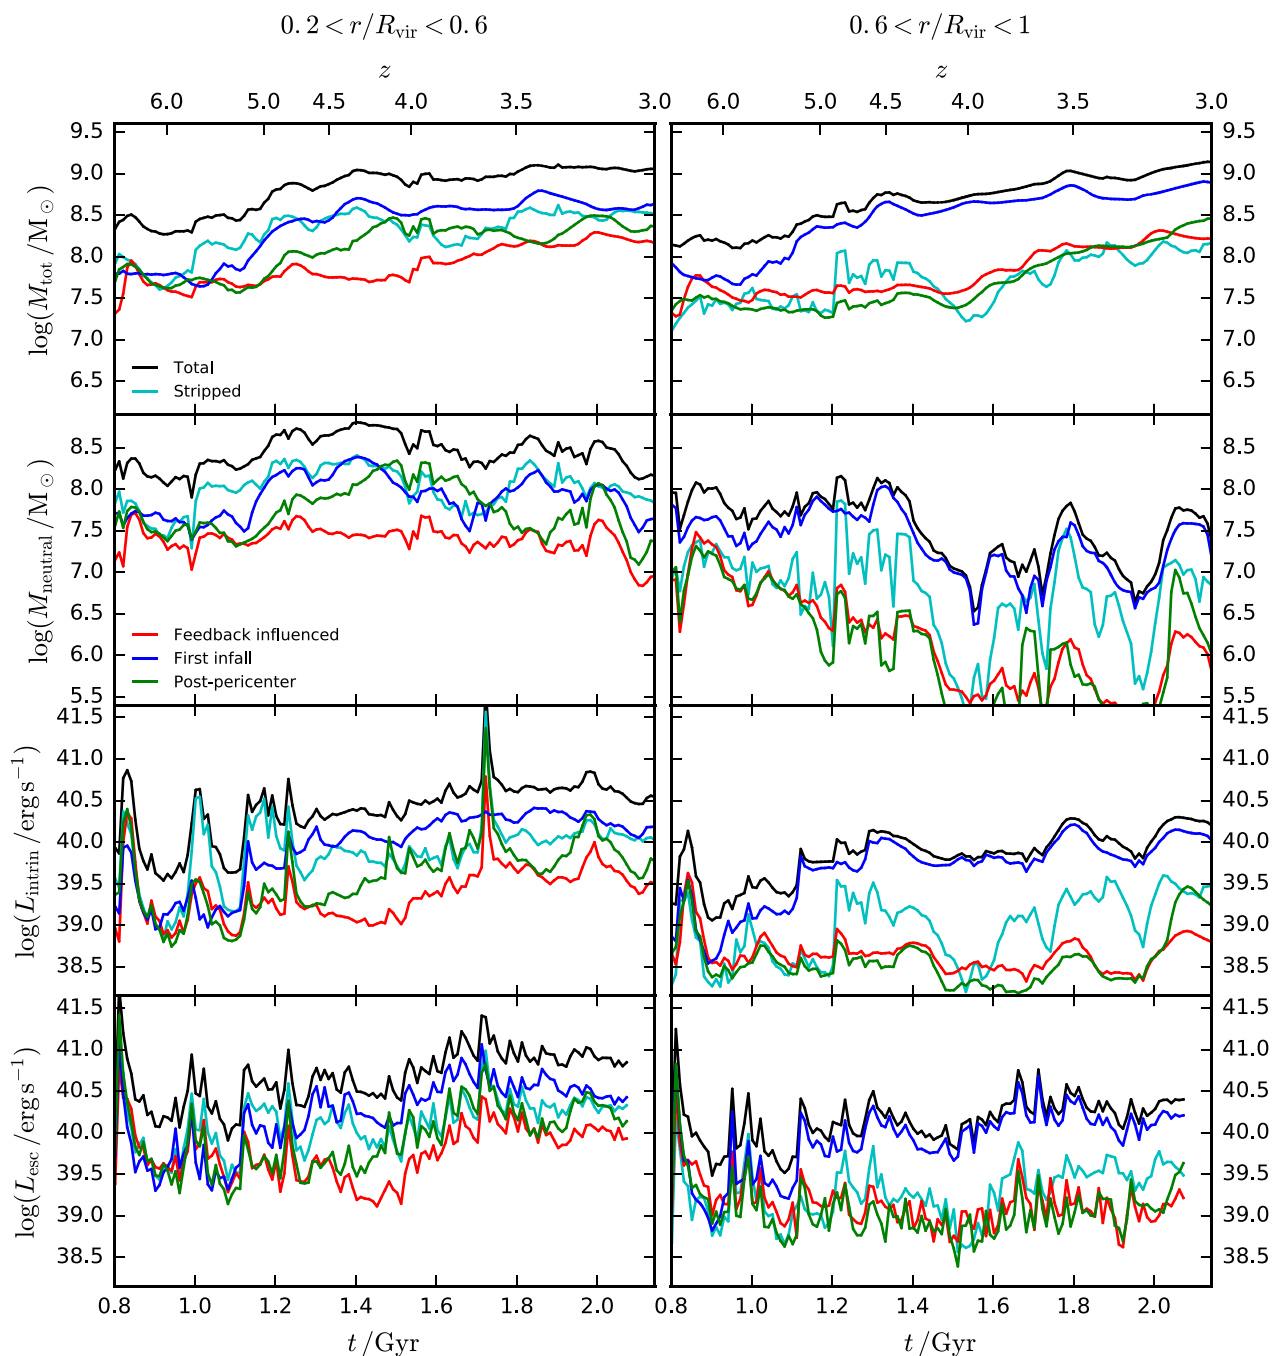 0.2 < r/R_vir < 0.6
0.6 < r/R_vir < 1
z
z
6.0 5.0 4.5 4.0 3.5 3.0
6.0 5.0 4.5 4.0 3.5 3.0
log(M_tot /M_⊙)
9.5
9.0
8.5
8.0
7.5
7.0
6.5
Total
Stripped
9.5
9.0
8.5
8.0
7.5
7.0
6.5
log(M_neutral /M_⊙)
8.5
8.0
7.5
7.0
6.5
6.0
5.5
Feedback influenced
First infall
Post-pericenter
8.5
8.0
7.5
7.0
6.5
6.0
5.5
log(L_intrin /erg s⁻¹)
41.5
41.0
40.5
40.0
39.5
39.0
38.5
41.5
41.0
40.5
40.0
39.5
39.0
38.5
log(L_esc /erg s⁻¹)
41.5
41.0
40.5
40.0
39.5
39.0
38.5
41.5
41.0
40.5
40.0
39.5
39.0
38.5
0.8 1.0 1.2 1.4 1.6 1.8 2.0
0.8 1.0 1.2 1.4 1.6 1.8 2.0
t /Gyr
t /Gyr